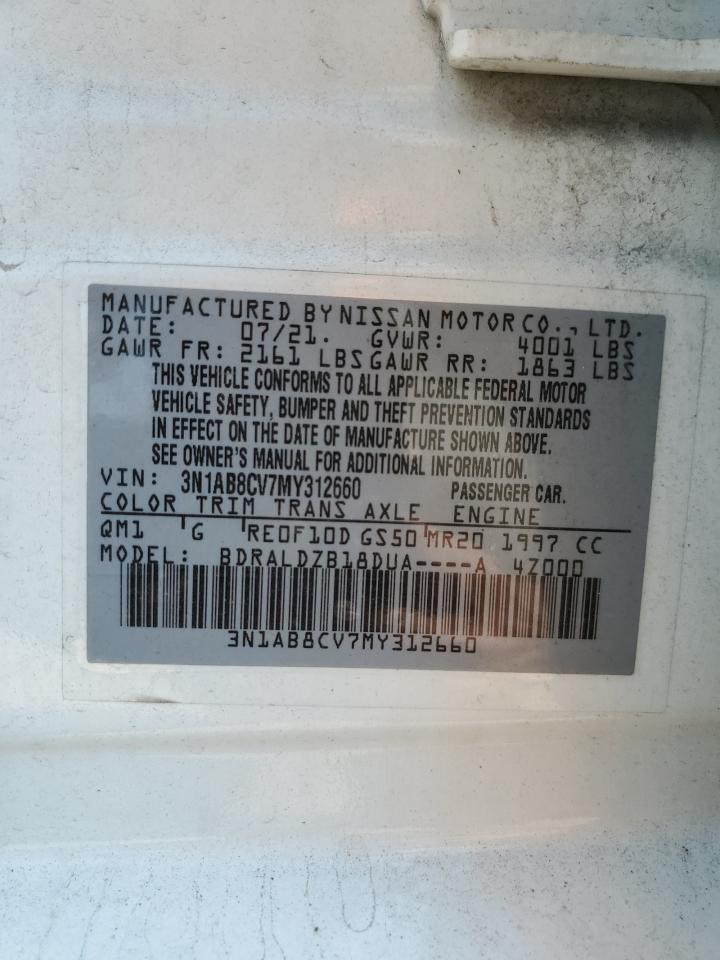 MANUFACTURED BY NISSAN MOTOR CO., LTD.
DATE: 07/21. GVWR: 4001 LBS
GAWR FR: 2161 LBS GAWR RR: 1863 LBS
THIS VEHICLE CONFORMS TO ALL APPLICABLE FEDERAL MOTOR
VEHICLE SAFETY, BUMPER AND THEFT PREVENTION STANDARDS
IN EFFECT ON THE DATE OF MANUFACTURE SHOWN ABOVE.
SEE OWNER'S MANUAL FOR ADDITIONAL INFORMATION.
VIN: 3N1AB8CV7MY312660 PASSENGER CAR.
COLOR TRIM TRANS AXLE ENGINE
QM1 G RE0F10D GS50 MR20 1997 CC
MODEL: BDRALDZB18DUA----A 4Z000
3N1AB8CV7MY312660